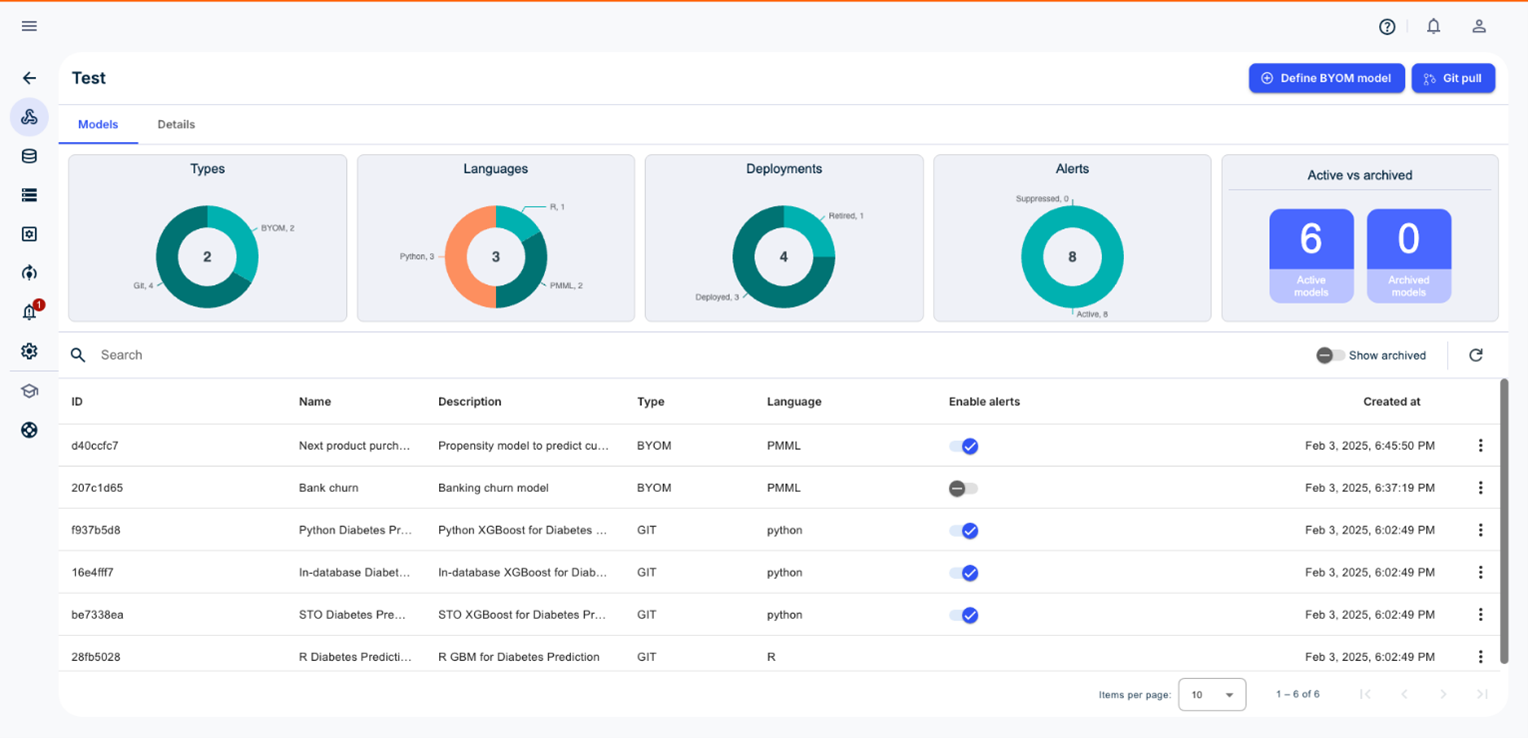 Test
Define BYOM model
Git pull
Models
Details
1
Types
BYOM, 2
2
Git, 4
Languages
R, 1
Python, 3
3
PMML, 2
Deployments
Retired, 1
4
Deployed, 3
Alerts
Suppressed, 0
8
Active, 8
Active vs archived
6
Active
models
0
Archived
models
Search
Show archived
ID Name Description Type Language Enable alerts Created at
d40ccfc7 Next product purch... Propensity model to predict cu... BYOM PMML Feb 3, 2025, 6:45:50 PM
207c1d65 Bank churn Banking churn model BYOM PMML Feb 3, 2025, 6:37:19 PM
f937b5d8 Python Diabetes Pr... Python XGBoost for Diabetes ... GIT python Feb 3, 2025, 6:02:49 PM
16e4fff7 In-database Diabet... In-database XGBoost for Diab... GIT python Feb 3, 2025, 6:02:49 PM
be7338ea STO Diabetes Pre... STO XGBoost for Diabetes Pr... GIT python Feb 3, 2025, 6:02:49 PM
28fb5028 R Diabetes Predicti... R GBM for Diabetes Prediction GIT R Feb 3, 2025, 6:02:49 PM
Items per page: 10 1 – 6 of 6